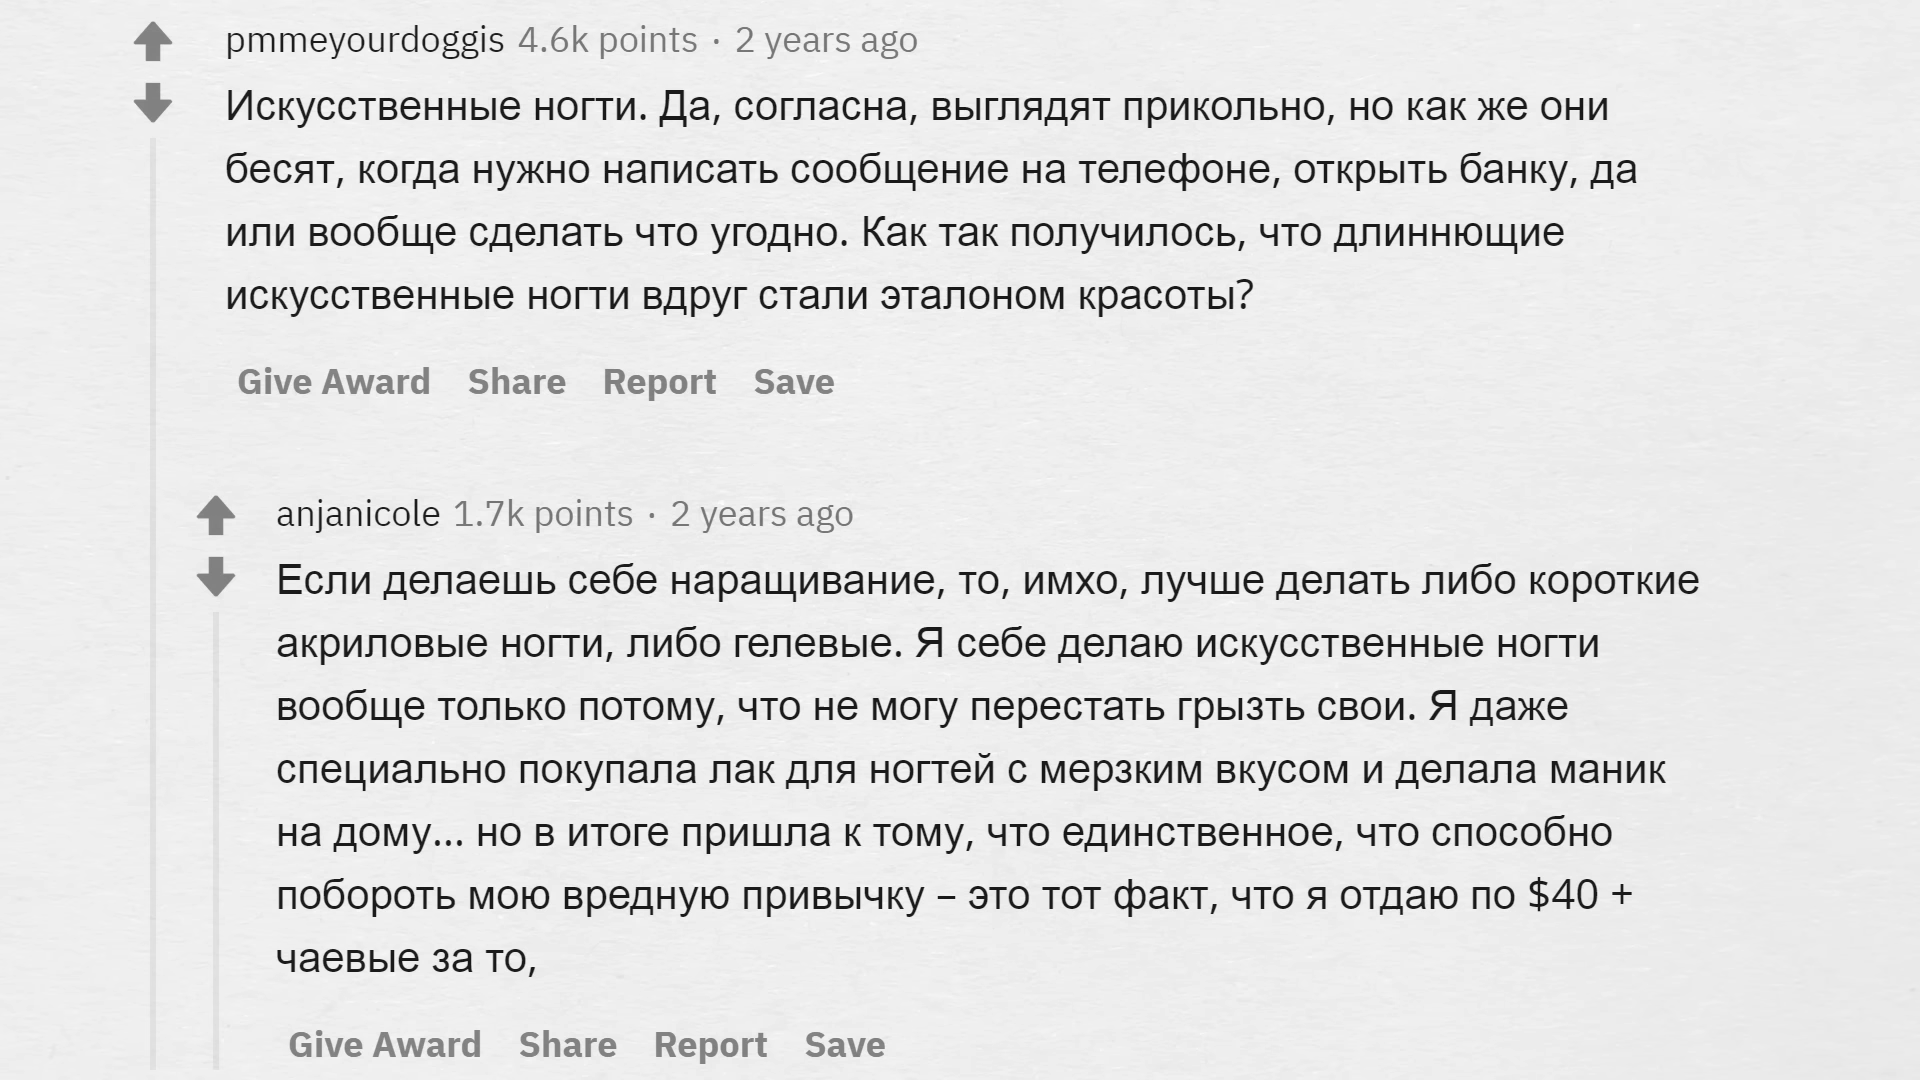 pmmeyourdoggis 4.6k points · 2 years ago
Искусственные ногти. Да, согласна, выглядят прикольно, но как же они
бесят, когда нужно написать сообщение на телефоне, открыть банку, да
или вообще сделать что угодно. Как так получилось, что длиннющие
искусственные ногти вдруг стали эталоном красоты?
Give Award Share Report Save
anjanicole 1.7k points · 2 years ago
Если делаешь себе наращивание, то, имхо, лучше делать либо короткие
акриловые ногти, либо гелевые. Я себе делаю искусственные ногти
вообще только потому, что не могу перестать грызть свои. Я даже
специально покупала лак для ногтей с мерзким вкусом и делала маник
на дому... но в итоге пришла к тому, что единственное, что способно
побороть мою вредную привычку – это тот факт, что я отдаю по $40 +
чаевые за то,
Give Award Share Report Save